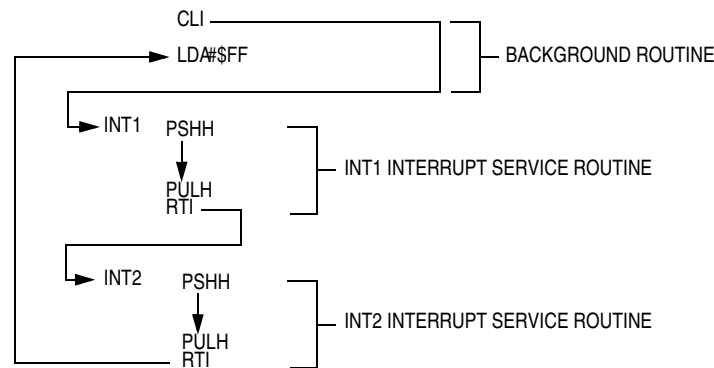 CLI
LDA#$FF
BACKGROUND ROUTINE
INT1
PSHH
INT1 INTERRUPT SERVICE ROUTINE
PULH
RTI
INT2
PSHH
INT2 INTERRUPT SERVICE ROUTINE
PULH
RTI